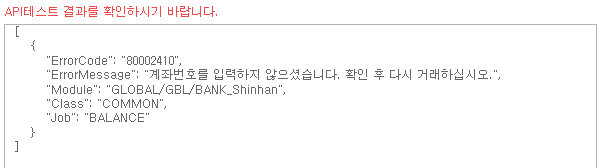 API테스트 결과를 확인하시기 바랍니다.
[
{
"ErrorCode": "80002410",
"ErrorMessage": "계좌번호를 입력하지 않으셨습니다. 확인 후 다시 거래하십시오.",
"Module": "GLOBAL/GBL/BANK_Shinhan",
"Class": "COMMON",
"Job": "BALANCE"
}
]